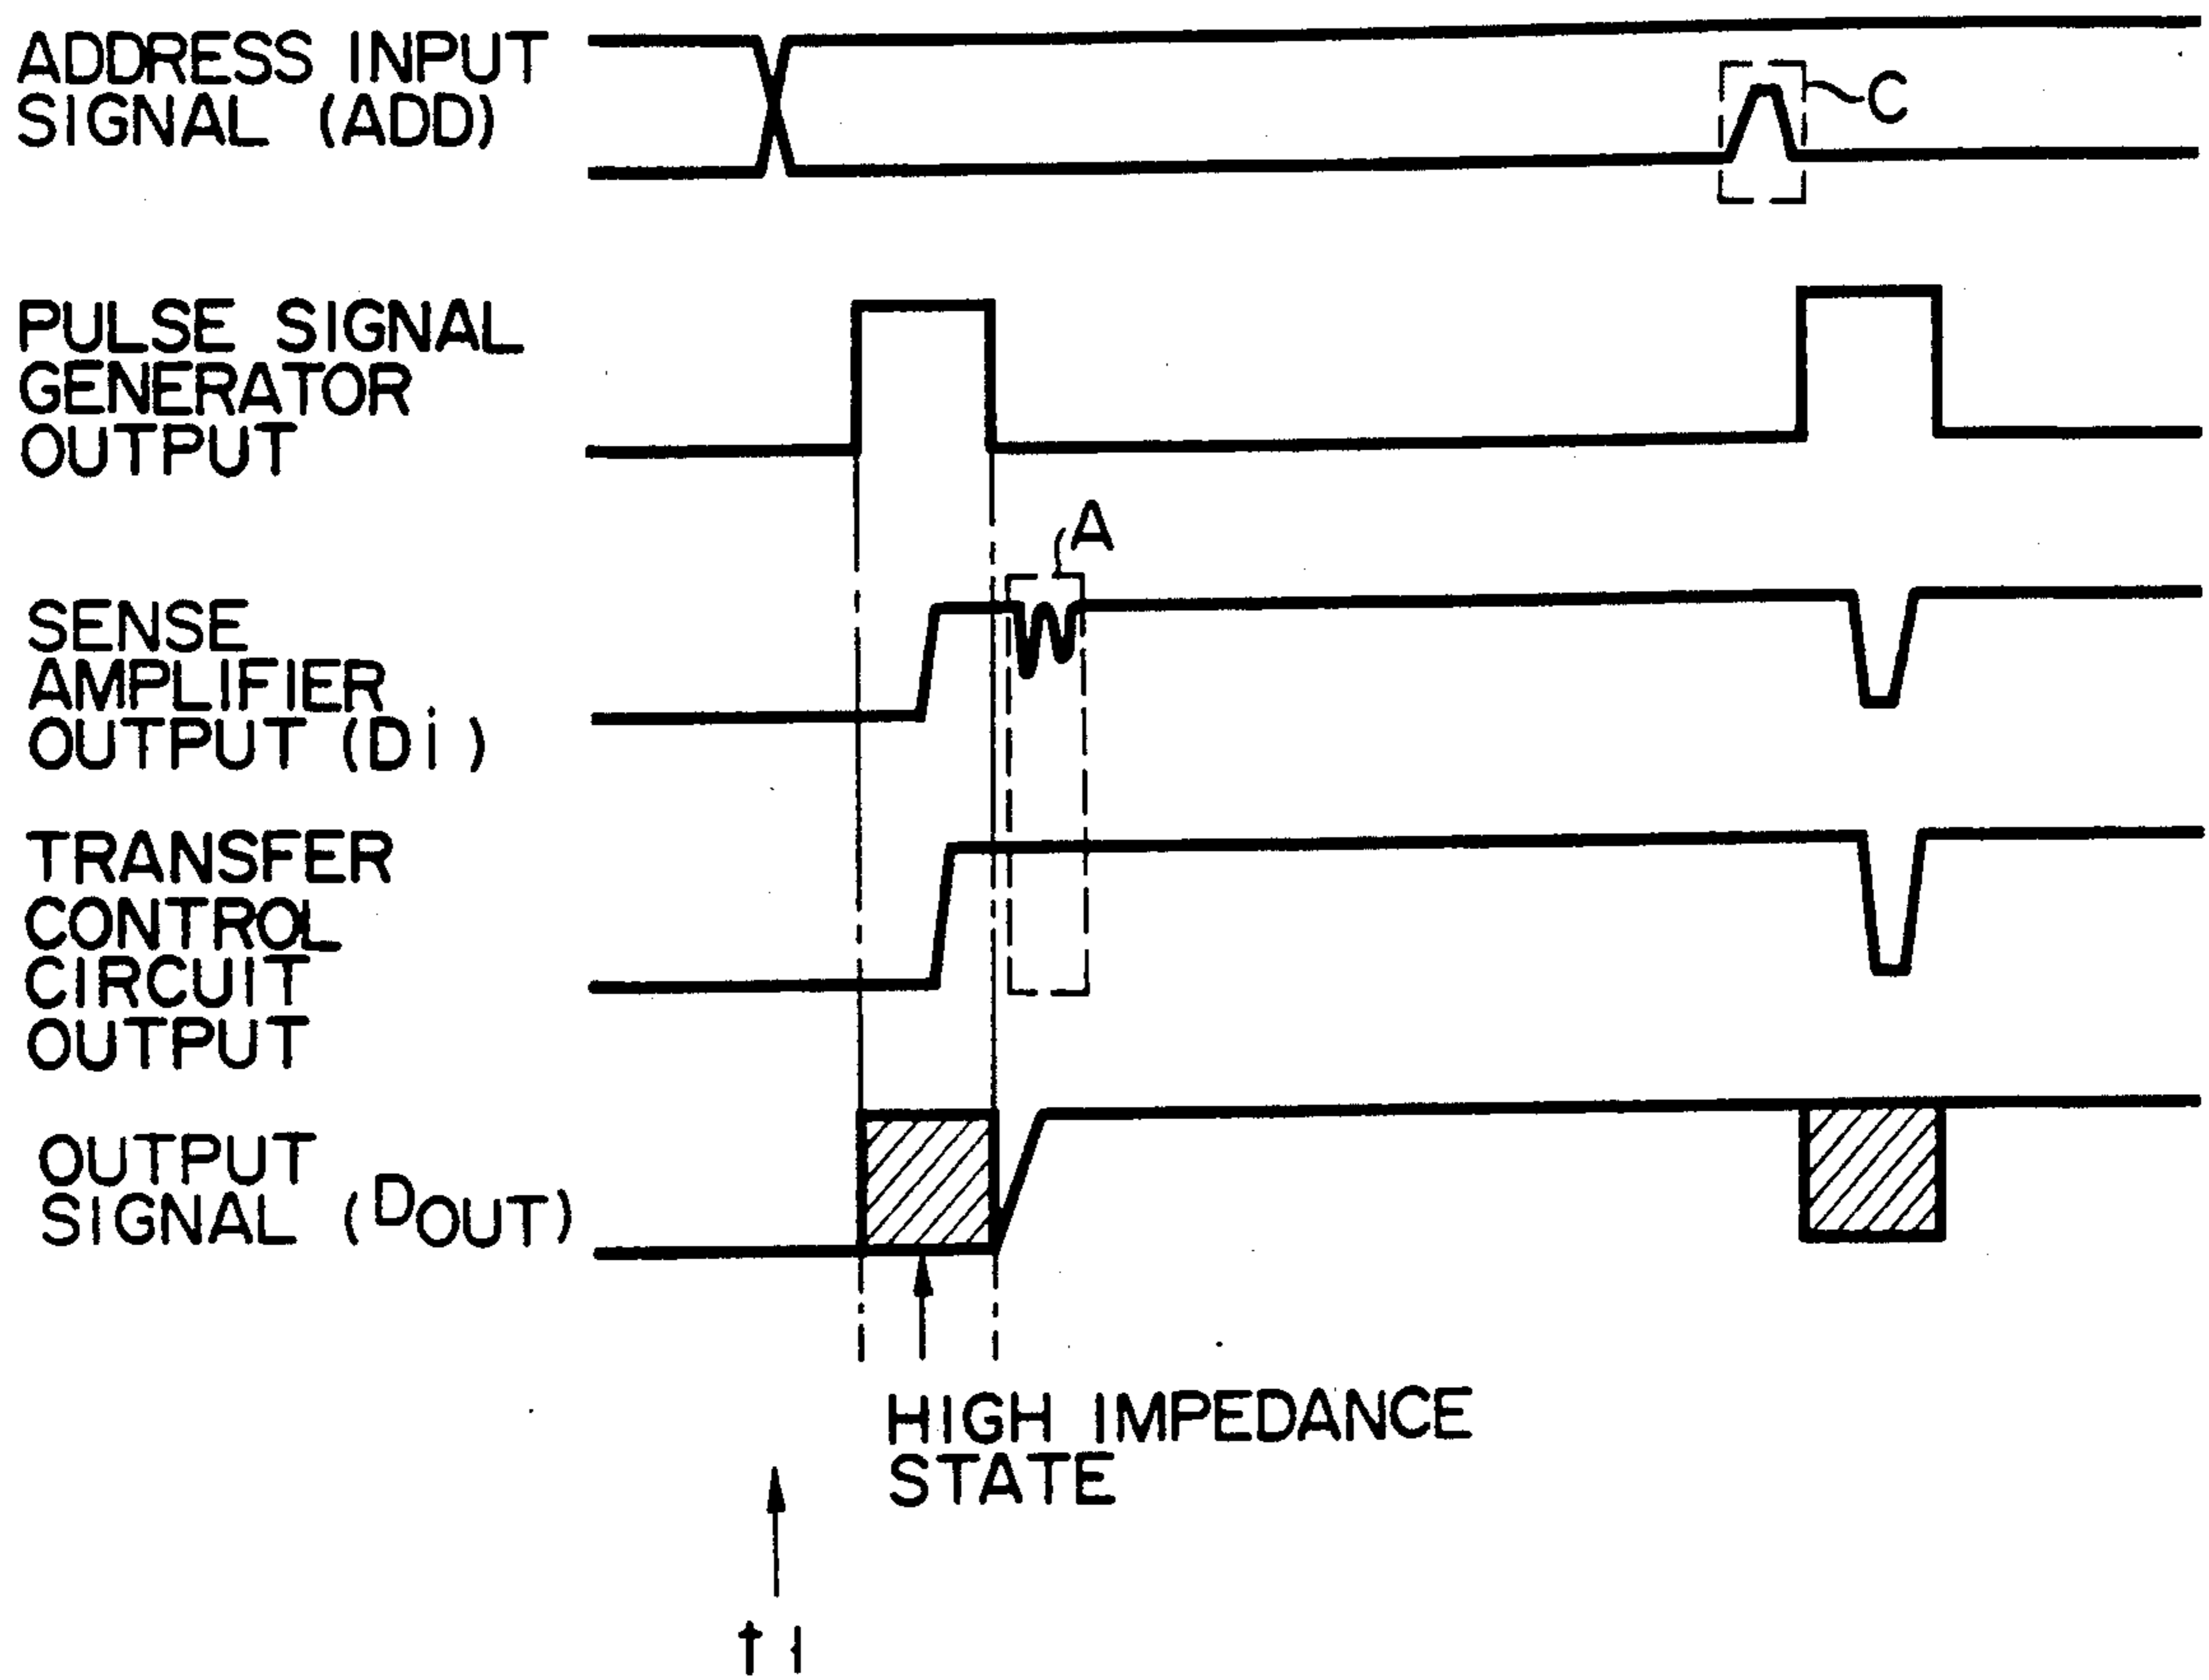 ADDRESS INPUT
SIGNAL (ADD)
C
PULSE SIGNAL
GENERATOR
OUTPUT
A
SENSE
AMPLIFIER
OUTPUT (Di)
TRANSFER
CONTROL
CIRCUIT
OUTPUT
OUTPUT
SIGNAL (DOUT)
HIGH IMPEDANCE
STATE
t1